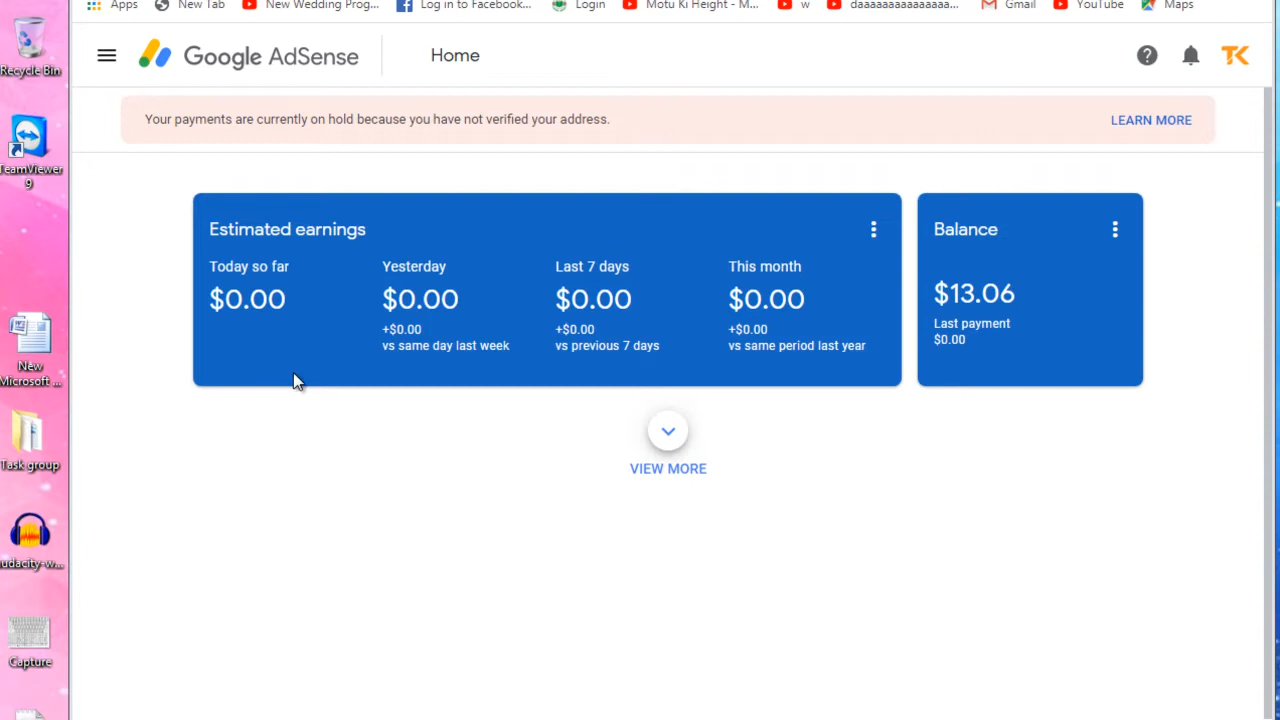 Apps New Tab New Wedding Prog... Log in to Facebook... Login Motu Ki Height - M... w daaaaaaaaaaaaaa... Gmail YouTube Maps
Google AdSense Home
TK
Your payments are currently on hold because you have not verified your address. LEARN MORE
Estimated earnings
Today so far Yesterday Last 7 days This month
$0.00 $0.00 $0.00 $0.00
+$0.00 +$0.00 +$0.00
vs same day last week vs previous 7 days vs same period last year
Balance
$13.06
Last payment
$0.00
VIEW MORE
Recycle Bin
TeamViewer
9
New
Microsoft ...
Task group
udacity-w...
Capture